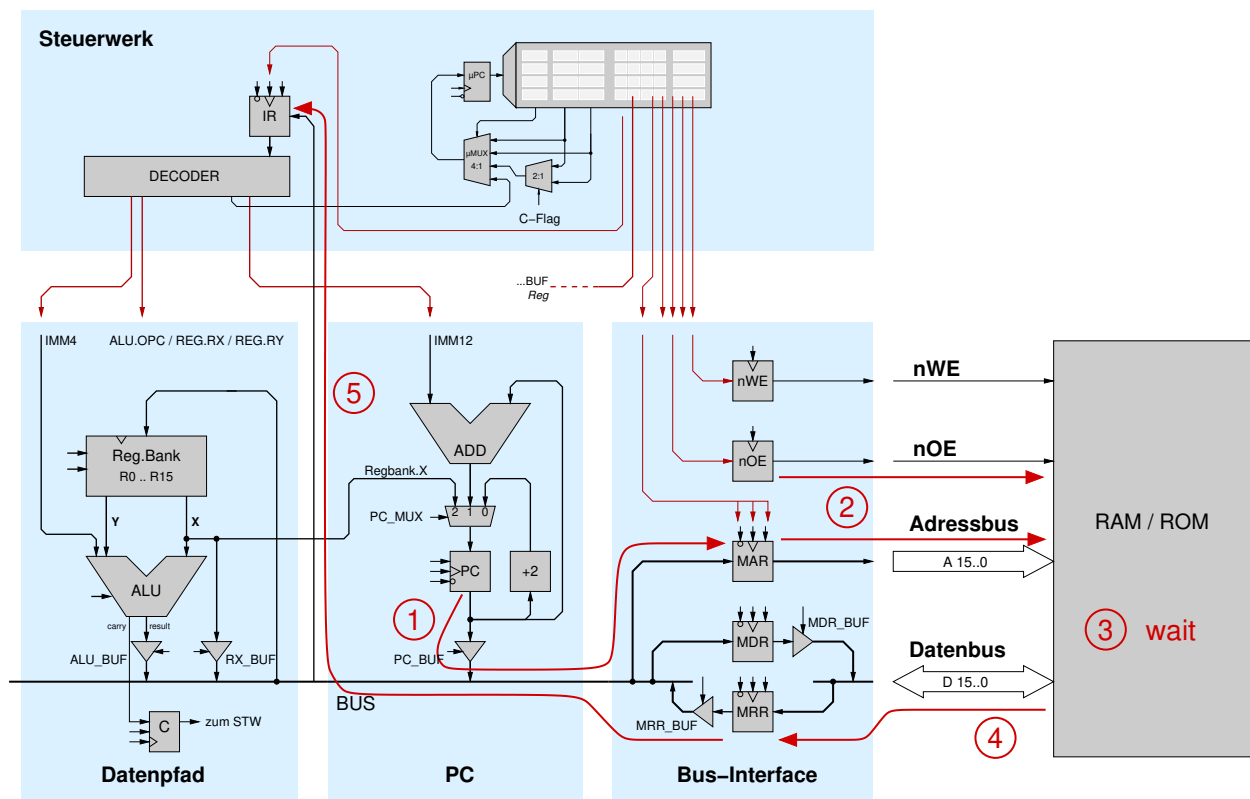 Steuerwerk
µPC
IR
µMUX
4:1
2:1
DECODER
C−Flag
...BUF
Reg
IMM4
ALU.OPC / REG.RX / REG.RY
IMM12
nWE
nWE
5
ADD
Reg.Bank
R0 .. R15
nOE
nOE
Regbank.X
2
Y
X
PC_MUX
2 1 0
Adressbus
RAM / ROM
ALU
PC
+2
MAR
A 15..0
carry
result
1
3 wait
ALU_BUF
RX_BUF
PC_BUF
MDR
MDR_BUF
Datenbus
D 15..0
BUS
MRR_BUF
MRR
C
zum STW
4
Datenpfad
PC
Bus−Interface